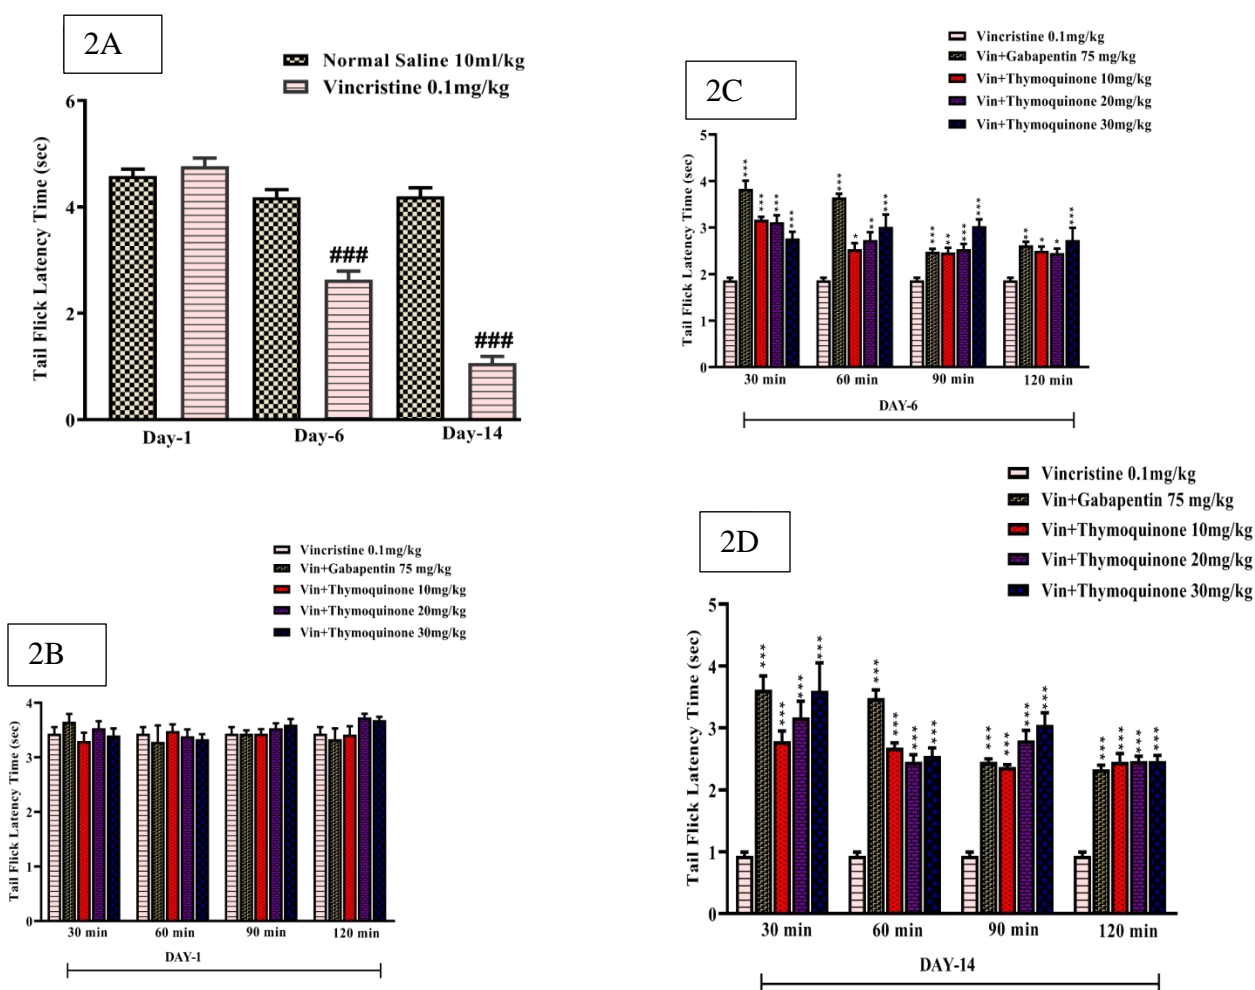 2A
Normal Saline 10ml/kg
Vincristine 0.1mg/kg
Tail Flick Latency Time (sec)
6
4
2
0
###
###
Day-1
Day-6
Day-14
2C
Vincristine 0.1mg/kg
Vin+Gabapentin 75 mg/kg
Vin+Thymoquinone 10mg/kg
Vin+Thymoquinone 20mg/kg
Vin+Thymoquinone 30mg/kg
Tail Flick Latency Time (sec)
5
4
3
2
1
0
*** *** *** ***
*** * ** ***
*** ** *** ***
** * * ***
30 min
60 min
90 min
120 min
DAY-6
2B
Vincristine 0.1mg/kg
Vin+Gabapentin 75 mg/kg
Vin+Thymoquinone 10mg/kg
Vin+Thymoquinone 20mg/kg
Vin+Thymoquinone 30mg/kg
Tail Flick Latency Time (sec)
4
3
2
1
0
30 min
60 min
90 min
120 min
DAY-1
2D
Vincristine 0.1mg/kg
Vin+Gabapentin 75 mg/kg
Vin+Thymoquinone 10mg/kg
Vin+Thymoquinone 20mg/kg
Vin+Thymoquinone 30mg/kg
Tail Flick Latency Time (sec)
5
4
3
2
1
0
*** *** *** ***
*** *** *** ***
*** *** *** ***
*** *** *** ***
30 min
60 min
90 min
120 min
DAY-14